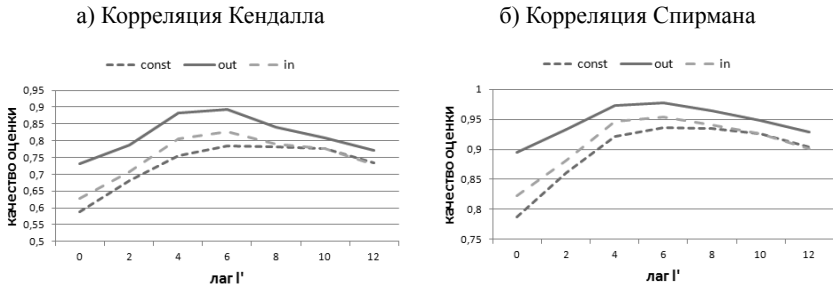 а) Корреляция Кендалла
const out in
качество оценки
0,95
0,9
0,85
0,8
0,75
0,7
0,65
0,6
0,55
0,5
0 2 4 6 8 10 12
лаг l'
б) Корреляция Спирмана
const out in
качество оценки
1
0,95
0,9
0,85
0,8
0,75
0 2 4 6 8 10 12
лаг l'